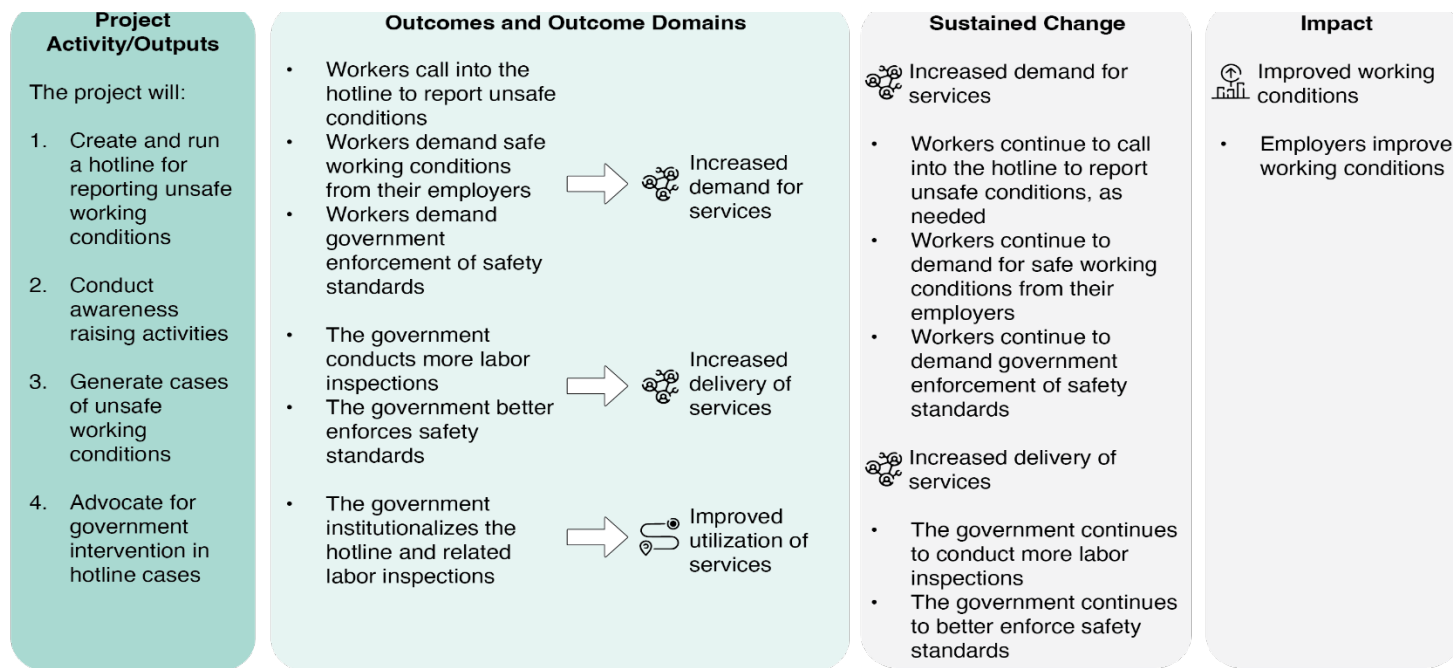 Project
Activity/Outputs
The project will:
1. Create and run
a hotline for
reporting unsafe
working
conditions
2. Conduct
awareness
raising activities
3. Generate cases
of unsafe
working
conditions
4. Advocate for
government
intervention in
hotline cases
Outcomes and Outcome Domains
• Workers call into the
hotline to report unsafe
conditions
• Workers demand safe
working conditions
from their employers
• Workers demand
government
enforcement of safety
standards
Increased
demand for
services
• The government
conducts more labor
inspections
• The government better
enforces safety
standards
Increased
delivery of
services
• The government
institutionalizes the
hotline and related
labor inspections
Improved
utilization of
services
Sustained Change
Increased demand for
services
• Workers continue to call
into the hotline to report
unsafe conditions, as
needed
• Workers continue to
demand for safe working
conditions from their
employers
• Workers continue to
demand government
enforcement of safety
standards
Increased delivery of
services
• The government continues
to conduct more labor
inspections
• The government continues
to better enforce safety
standards
Impact
Improved working
conditions
• Employers improve
working conditions